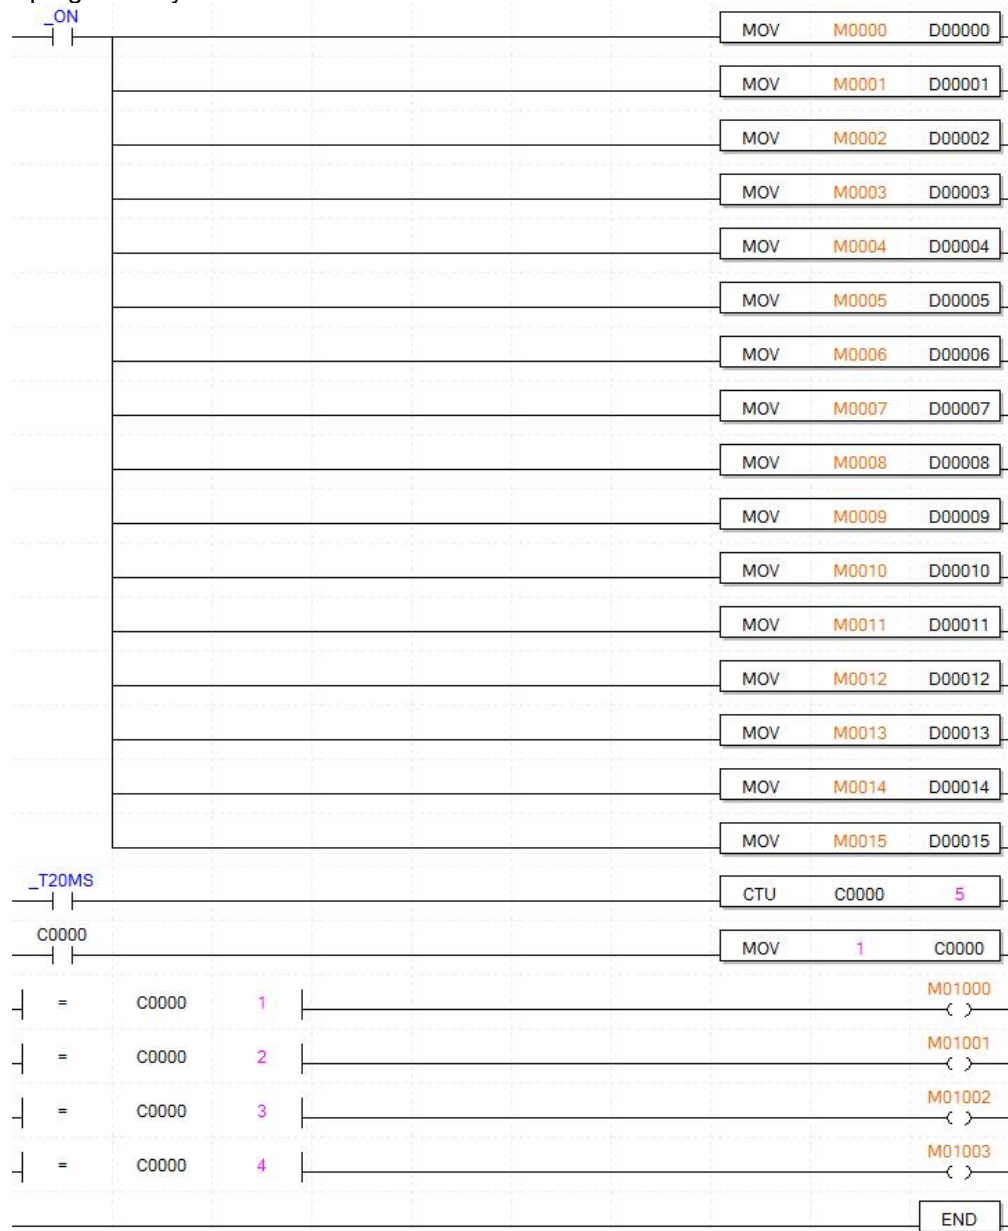 _ON
MOV M0000 D00000
MOV M0001 D00001
MOV M0002 D00002
MOV M0003 D00003
MOV M0004 D00004
MOV M0005 D00005
MOV M0006 D00006
MOV M0007 D00007
MOV M0008 D00008
MOV M0009 D00009
MOV M0010 D00010
MOV M0011 D00011
MOV M0012 D00012
MOV M0013 D00013
MOV M0014 D00014
MOV M0015 D00015
_T20MS
CTU C0000 5
C0000
MOV 1 C0000
M01000
= C0000 1
M01001
= C0000 2
M01002
= C0000 3
M01003
= C0000 4
END